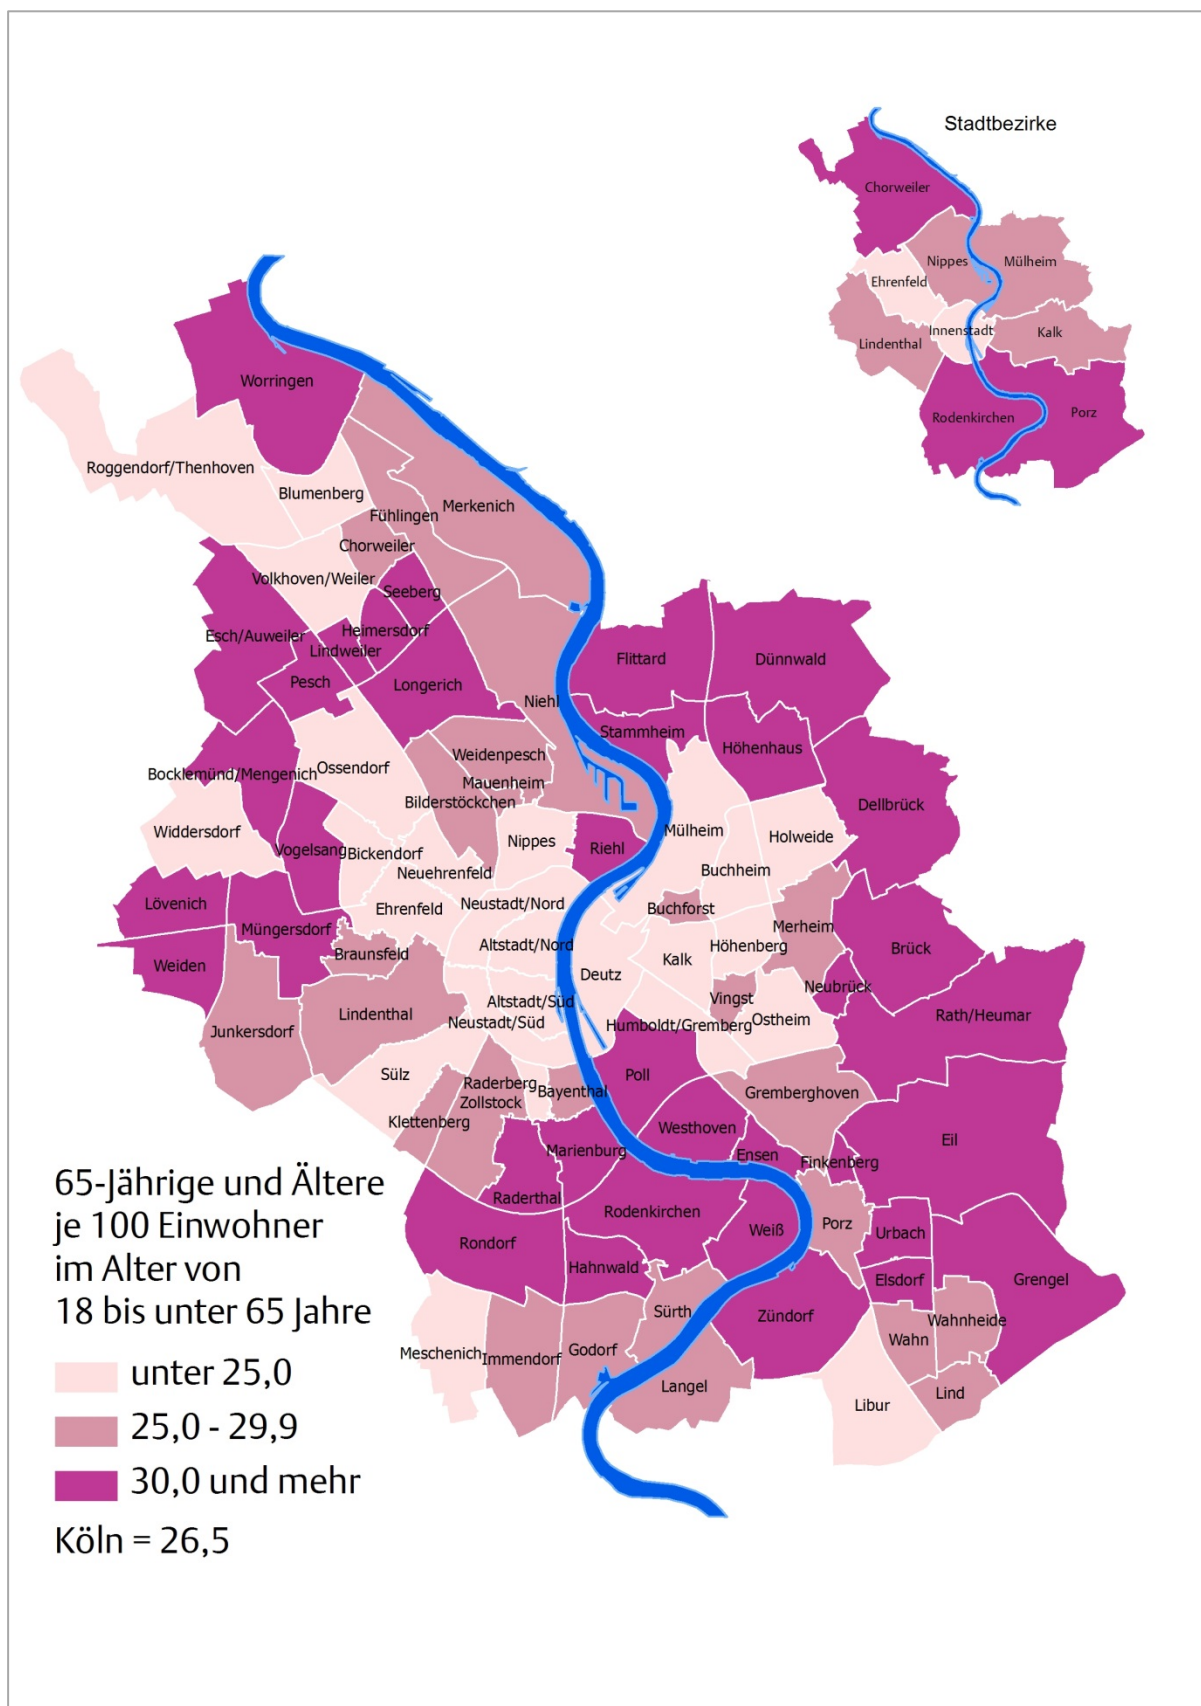 Stadtbezirke
Chorweiler
Nippes
Mülheim
Ehrenfeld
Innenstadt
Kalk
Lindenthal
Rodenkirchen
Porz
Worringen
Roggendorf/Thenhoven
Blumenberg
Merkenich
Fühlingen
Chorweiler
Volkhoven/Weiler
Seeberg
Heimersdorf
Esch/Auweiler
Lindweiler
Pesch
Longerich
Flittard
Dünnwald
Niehl
Stammheim
Höhenhaus
Weidenpesch
Ossendorf
Bocklemünd/Mengenich
Mauenheim
Bilderstöckchen
Dellbrück
Widdersdorf
Mülheim
Holweide
Nippes
Riehl
Vogelsang
Bickendorf
Neuehrenfeld
Buchheim
Lövenich
Ehrenfeld
Neustadt/Nord
Buchforst
Müngersdorf
Merheim
Altstadt/Nord
Höhenberg
Brück
Braunsfeld
Weiden
Kalk
Deutz
Neubrück
Vingst
Altstadt/Süd
Lindenthal
Rath/Heumar
Junkersdorf
Neustadt/Süd
Humboldt/Gremberg
Ostheim
Sülz
Poll
Raderberg
Bayenthal
Gremberghoven
Zollstock
Klettenberg
Westhoven
Eil
Marienburg
Ensen
Finkenberg
Raderthal
Rodenkirchen
Weiß
Porz
Urbach
Rondorf
Hahnwald
Elsdorf
Grengel
Sürth
Zündorf
Wahnheide
Wahn
Meschenich
Immendorf
Godorf
Langel
Lind
Libur
65-Jährige und Ältere
je 100 Einwohner
im Alter von
18 bis unter 65 Jahre
unter 25,0
25,0 - 29,9
30,0 und mehr
Köln = 26,5